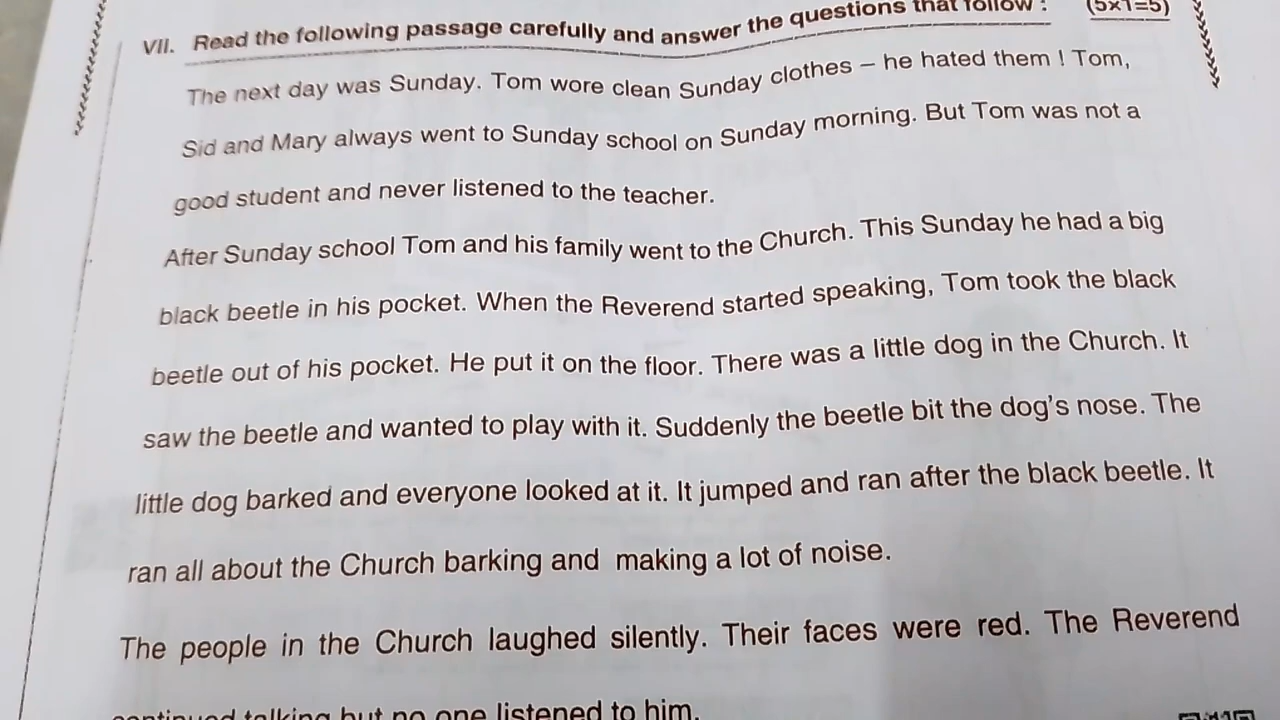 VII. Read the following passage carefully and answer the questions that follow : (5x1=5)
The next day was Sunday. Tom wore clean Sunday clothes – he hated them ! Tom,
Sid and Mary always went to Sunday school on Sunday morning. But Tom was not a
good student and never listened to the teacher.
After Sunday school Tom and his family went to the Church. This Sunday he had a big
black beetle in his pocket. When the Reverend started speaking, Tom took the black
beetle out of his pocket. He put it on the floor. There was a little dog in the Church. It
saw the beetle and wanted to play with it. Suddenly the beetle bit the dog's nose. The
little dog barked and everyone looked at it. It jumped and ran after the black beetle. It
ran all about the Church barking and making a lot of noise.
The people in the Church laughed silently. Their faces were red. The Reverend
continued talking but no one listened to him.